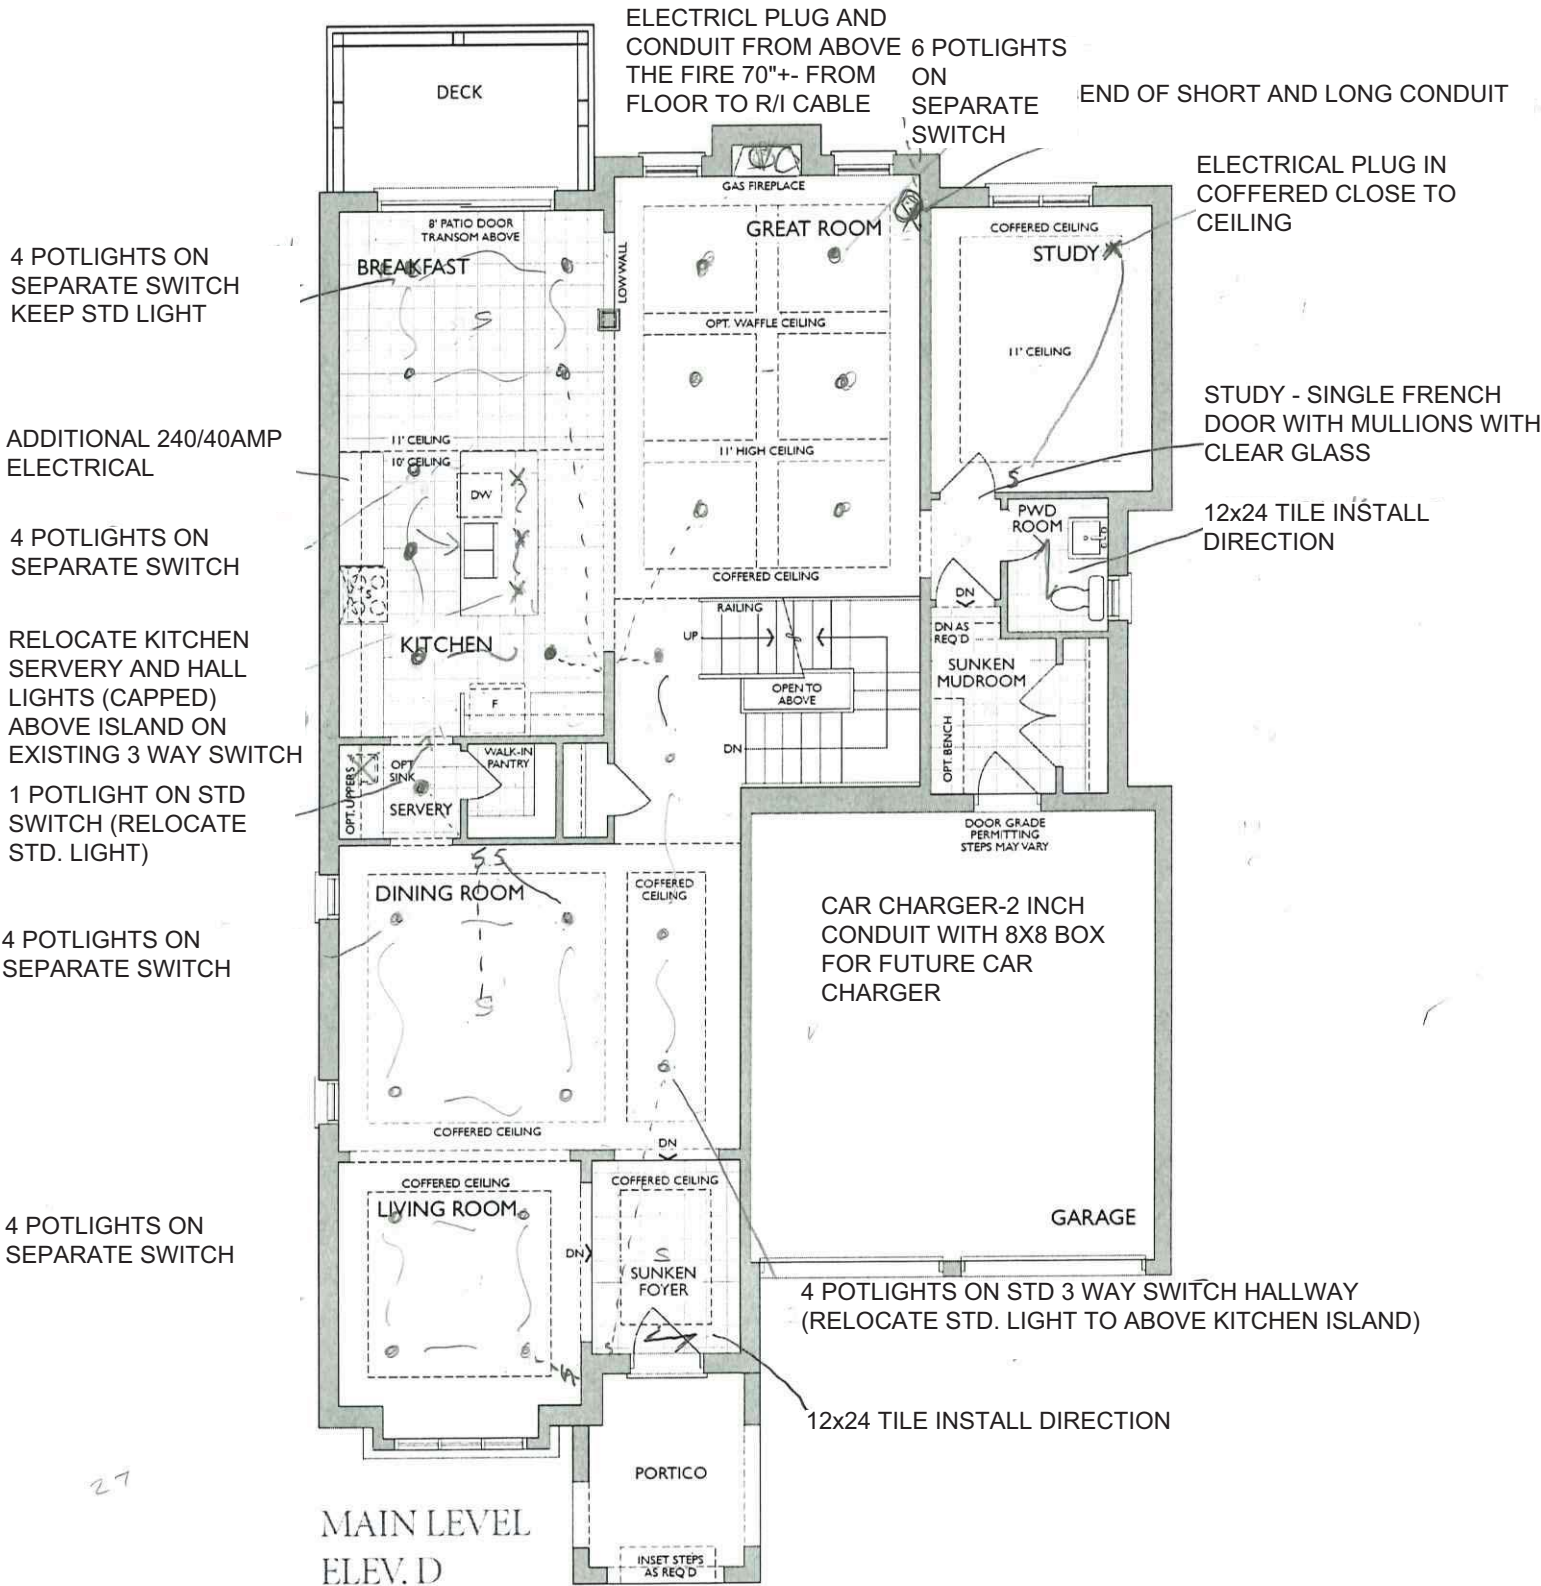 ELECTRICL PLUG AND
CONDUIT FROM ABOVE
THE FIRE 70"+- FROM
FLOOR TO R/I CABLE
6 POTLIGHTS
ON
SEPARATE
SWITCH
END OF SHORT AND LONG CONDUIT
ELECTRICAL PLUG IN
COFFERED CLOSE TO
CEILING
DECK
GAS FIREPLACE
8' PATIO DOOR
TRANSOM ABOVE
BREAKFAST
S
LOW WALL
GREAT ROOM
COFFERED CEILING
STUDY
11' CEILING
S
4 POTLIGHTS ON
SEPARATE SWITCH
KEEP STD LIGHT
OPT. WAFFLE CEILING
11' HIGH CEILING
COFFERED CEILING
STUDY - SINGLE FRENCH
DOOR WITH MULLIONS WITH
CLEAR GLASS
ADDITIONAL 240/40AMP
ELECTRICAL
11' CEILING
10' CEILING
DW
S
PWD
ROOM
12x24 TILE INSTALL
DIRECTION
4 POTLIGHTS ON
SEPARATE SWITCH
RAILING
UP
OPEN TO
ABOVE
DN
DN
DN AS
REQ'D
SUNKEN
MUDROOM
OPT. BENCH
RELOCATE KITCHEN
SERVERY AND HALL
LIGHTS (CAPPED)
ABOVE ISLAND ON
EXISTING 3 WAY SWITCH
KITCHEN
F
1 POTLIGHT ON STD
SWITCH (RELOCATE
STD. LIGHT)
OPT. UPPERS
OPT
SINK
SERVERY
WALK-IN
PANTRY
DOOR GRADE
PERMITTING
STEPS MAY VARY
S S
DINING ROOM
S
COFFERED
CEILING
COFFERED CEILING
4 POTLIGHTS ON
SEPARATE SWITCH
CAR CHARGER-2 INCH
CONDUIT WITH 8X8 BOX
FOR FUTURE CAR
CHARGER
GARAGE
DN
COFFERED CEILING
LIVING ROOM
4 POTLIGHTS ON
SEPARATE SWITCH
COFFERED CEILING
DN
S
SUNKEN
FOYER
S
4 POTLIGHTS ON STD 3 WAY SWITCH HALLWAY
(RELOCATE STD. LIGHT TO ABOVE KITCHEN ISLAND)
12x24 TILE INSTALL DIRECTION
PORTICO
INSET STEPS
AS REQ'D
27
MAIN LEVEL
ELEV. D